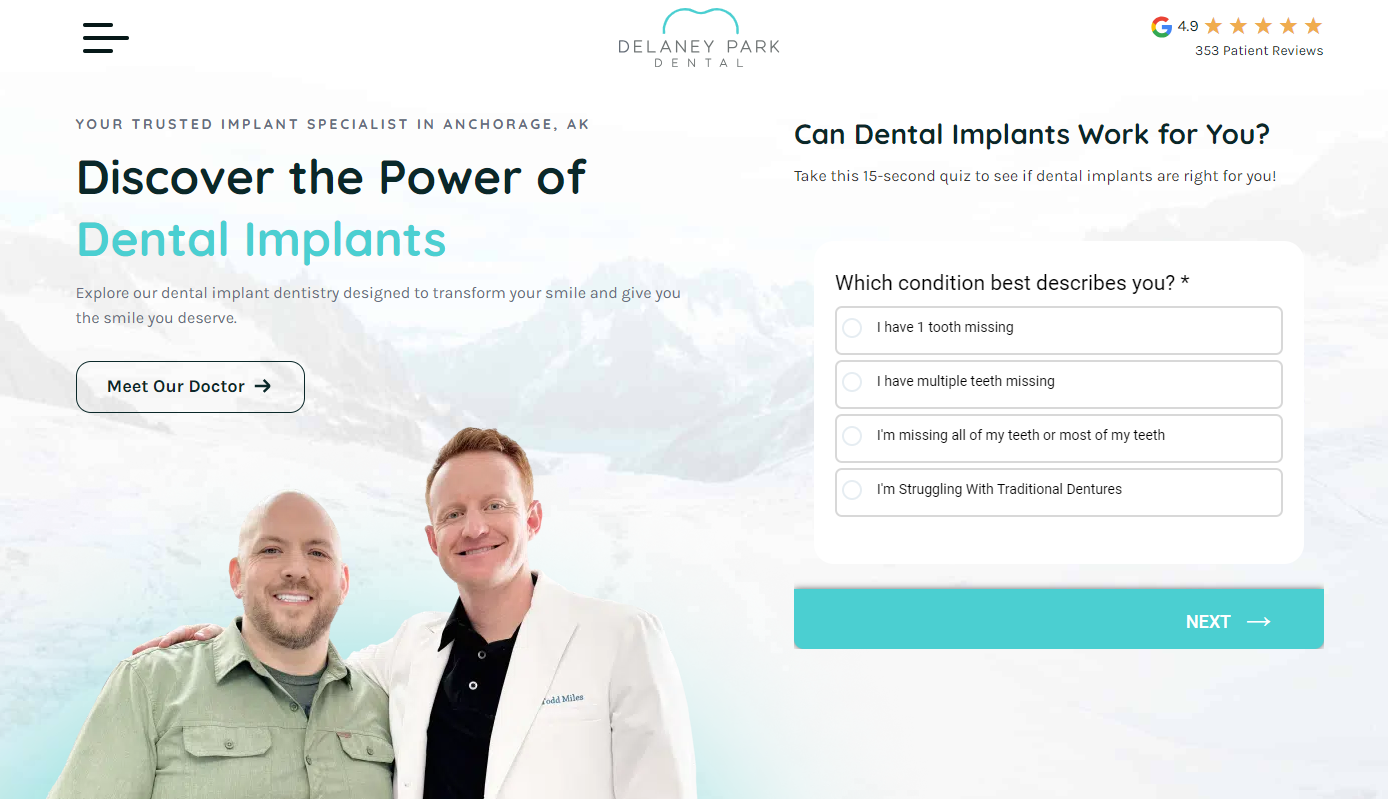 DELANEY PARK
DENTAL
4.9
353 Patient Reviews
YOUR TRUSTED IMPLANT SPECIALIST IN ANCHORAGE, AK
Discover the Power of
Dental Implants
Explore our dental implant dentistry designed to transform your smile and give you
the smile you deserve.
Meet Our Doctor
Todd Miles
Can Dental Implants Work for You?
Take this 15-second quiz to see if dental implants are right for you!
Which condition best describes you? *
I have 1 tooth missing
I have multiple teeth missing
I'm missing all of my teeth or most of my teeth
I'm Struggling With Traditional Dentures
NEXT